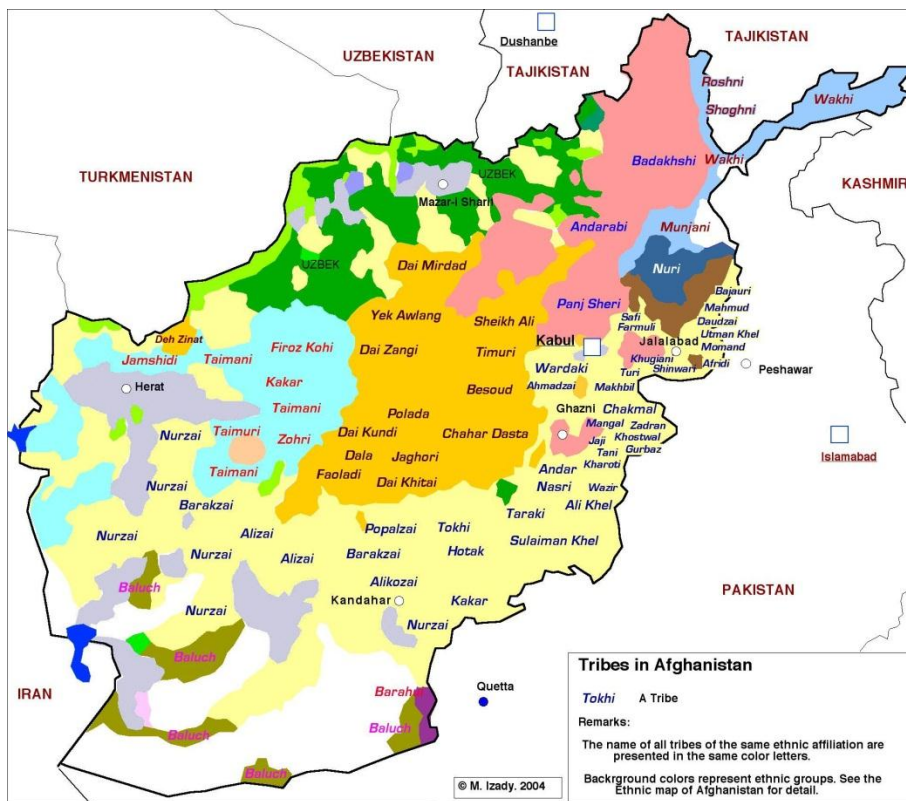 Dushanbe
TAJIKISTAN
UZBEKISTAN
TAJIKISTAN
Roshni
Shoghni
Wakhi
Badakhshi
Wakhi
KASHMIR
TURKMENISTAN
UZBEK
Mazar-i Sharif
Andarabi
Munjani
Dai Mirdad
UZBEK
Nuri
Bajauri
Panj Sheri
Mahmud
Safi
Farmuli
Daudzai
Yek Awlang
Sheikh Ali
Utman Khel
Deh Zinat
Firoz Kohi
Kabul
Jalalabad
Momand
Jamshidi
Taimani
Dai Zangi
Timuri
Khugiani
Afridi
Peshawar
Wardaki
Turi
Shinwari
Herat
Kakar
Besoud
Ahmadzai
Makhbil
Taimani
Polada
Ghazni
Chakmal
Nurzai
Taimuri
Zohri
Dai Kundi
Chahar Dasta
Mangal
Zadran
Jaji
Khostwal
Islamabad
Taimani
Dala
Jaghori
Tani
Gurbaz
Faoladi
Andar
Kharoti
Nurzai
Dai Khitai
Nasri
Wazir
Barakzai
Taraki
Ali Khel
Nurzai
Alizai
Popalzai
Tokhi
Sulaiman Khel
Nurzai
Alizai
Barakzai
Hotak
Baluch
Alikozai
Nurzai
Kandahar
Kakar
Nurzai
PAKISTAN
Baluch
IRAN
Barahui
Quetta
Baluch
Baluch
Baluch
© M. Izady. 2004
Tribes in Afghanistan
Tokhi A Tribe
Remarks:
The name of all tribes of the same ethnic affiliation are
presented in the same color letters.
Background colors represent ethnic groups. See the
Ethnic map of Afghanistan for detail.